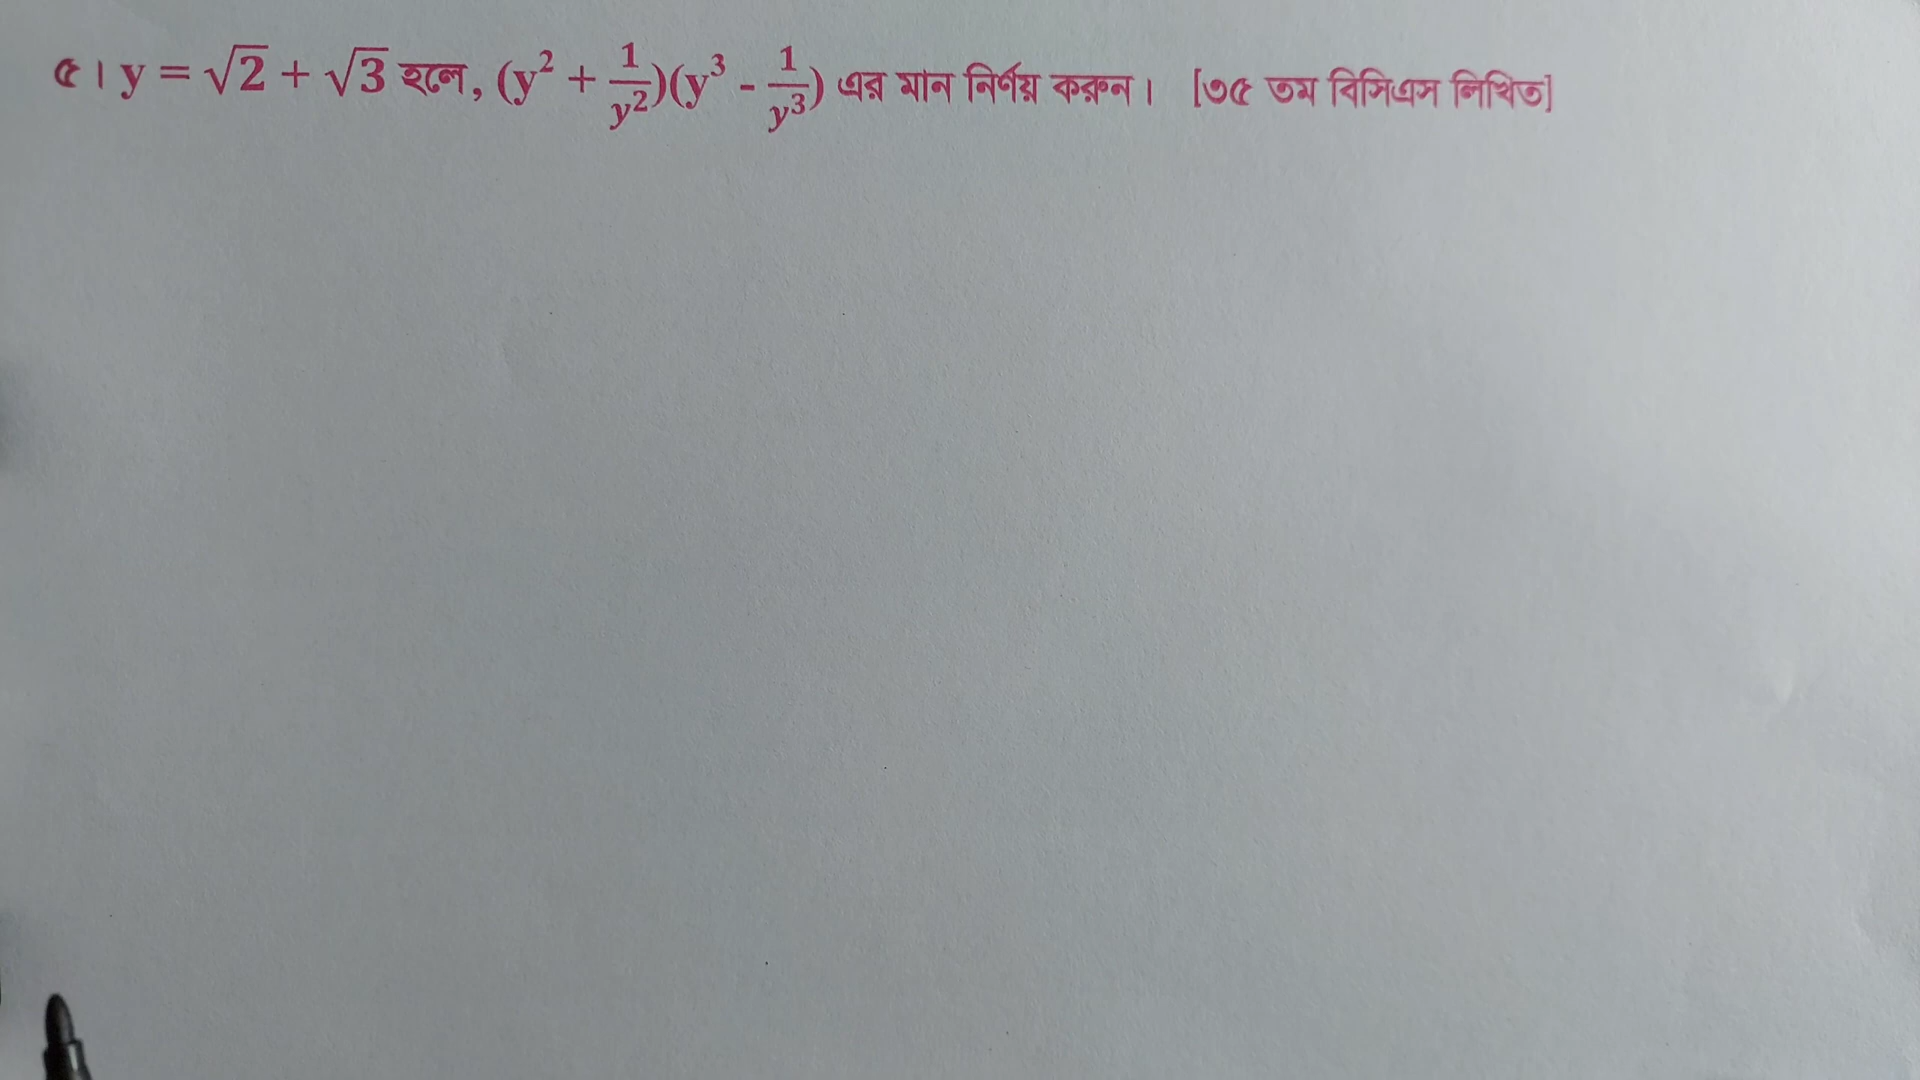 ৫। y = √2 + √3 হলে, (y² + 1/y²)(y³ - 1/y³) এর মান নির্ণয় করুন। [৩৫ তম বিসিএস লিখিত]